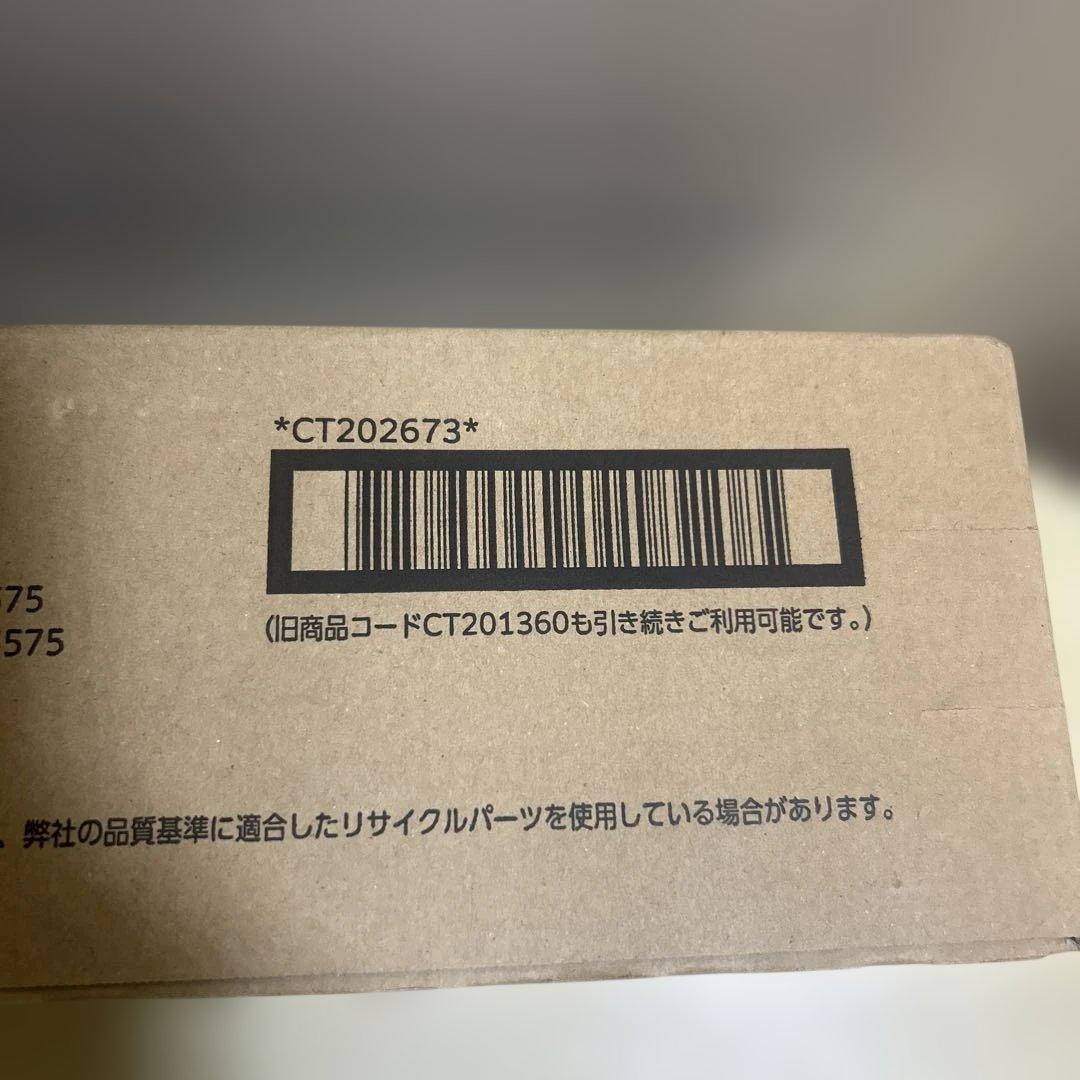 *CT202673*
575
575
(旧商品コードCT201360も引き続きご利用可能です。)
、弊社の品質基準に適合したリサイクルパーツを使用している場合があります。